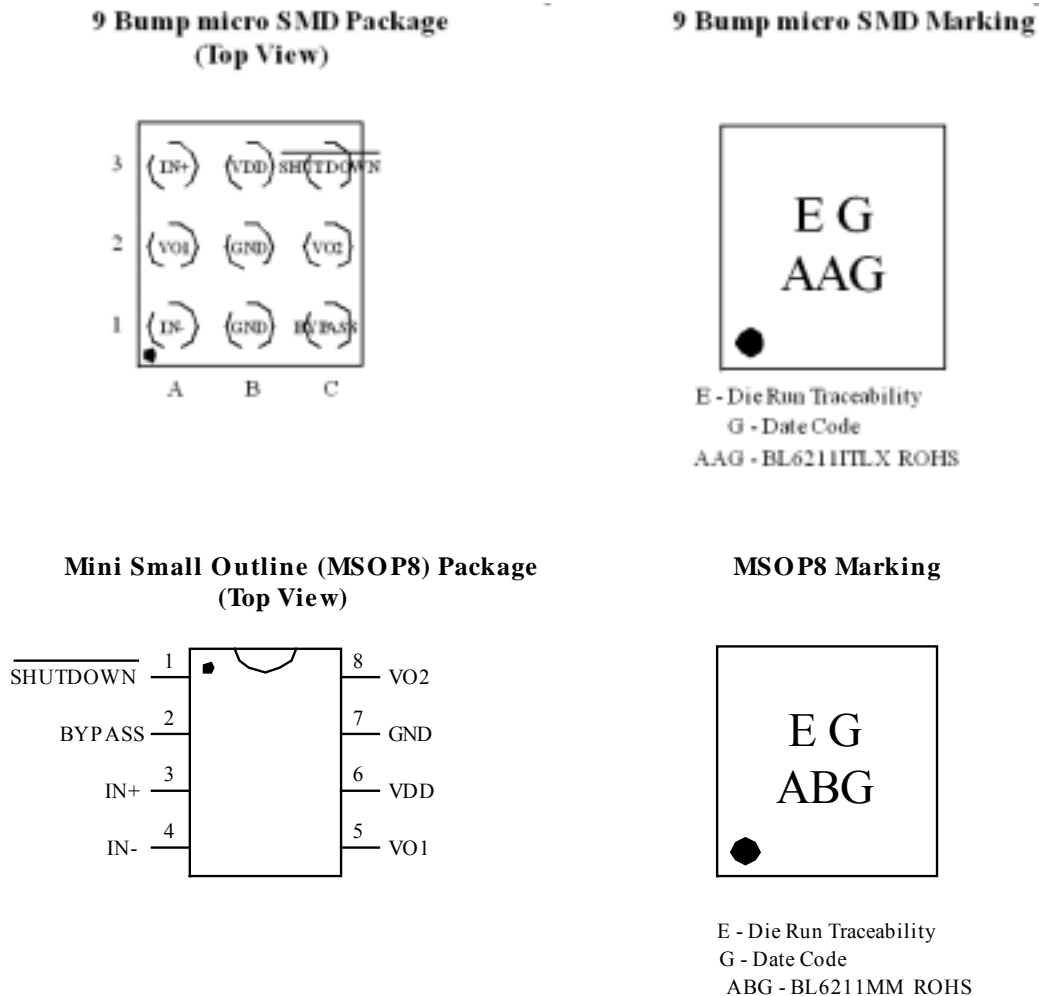 9 Bump micro SMD Package
(Top View)
3 IN+ VDD SHUTDOWN
2 VO1 GND VO2
1 IN- GND BYPASS
A B C
9 Bump micro SMD Marking
E G
AAG
E - Die Run Traceability
G - Date Code
AAG - BL6211ITLX ROHS
Mini Small Outline (MSOP8) Package
(Top View)
SHUTDOWN 1 8 VO2
BYPASS 2 7 GND
IN+ 3 6 VDD
IN- 4 5 VO1
MSOP8 Marking
E G
ABG
E - Die Run Traceability
G - Date Code
ABG - BL6211MM ROHS